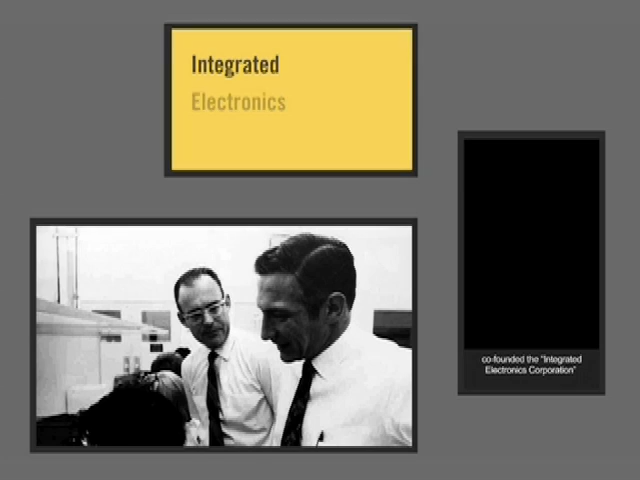 Integrated
Electronics
co-founded the "Integrated
Electronics Corporation"